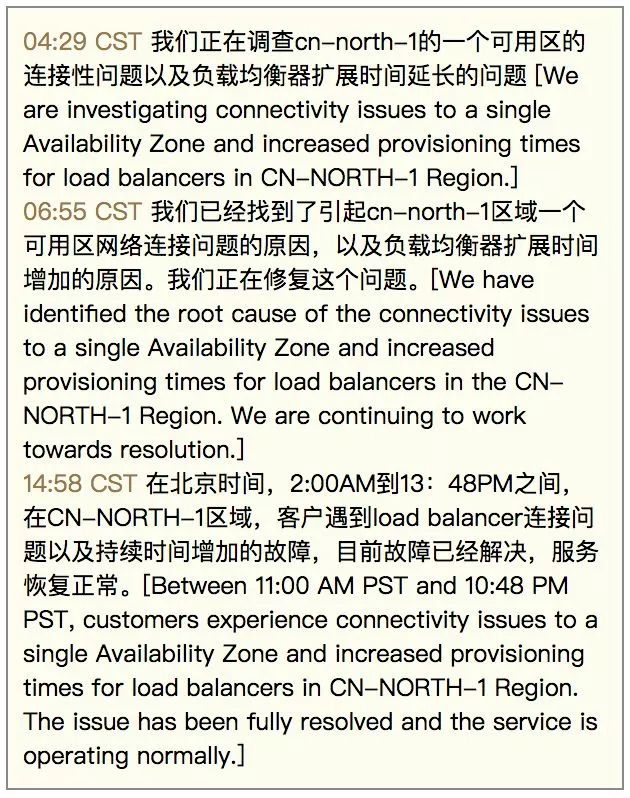 04:29 CST 我们正在调查cn-north-1的一个可用区的
连接性问题以及负载均衡器扩展时间延长的问题 [We
are investigating connectivity issues to a single
Availability Zone and increased provisioning times
for load balancers in CN-NORTH-1 Region.]
06:55 CST 我们已经找到了引起cn-north-1区域一个
可用区网络连接问题的原因，以及负载均衡器扩展时间
增加的原因。我们正在修复这个问题。[We have
identified the root cause of the connectivity issues
to a single Availability Zone and increased
provisioning times for load balancers in the CN-
NORTH-1 Region. We are continuing to work
towards resolution.]
14:58 CST 在北京时间，2:00AM到13：48PM之间，
在CN-NORTH-1区域，客户遇到load balancer连接问
题以及持续时间增加的故障，目前故障已经解决，服务
恢复正常。[Between 11:00 AM PST and 10:48 PM
PST, customers experience connectivity issues to a
single Availability Zone and increased provisioning
times for load balancers in CN-NORTH-1 Region.
The issue has been fully resolved and the service is
operating normally.]